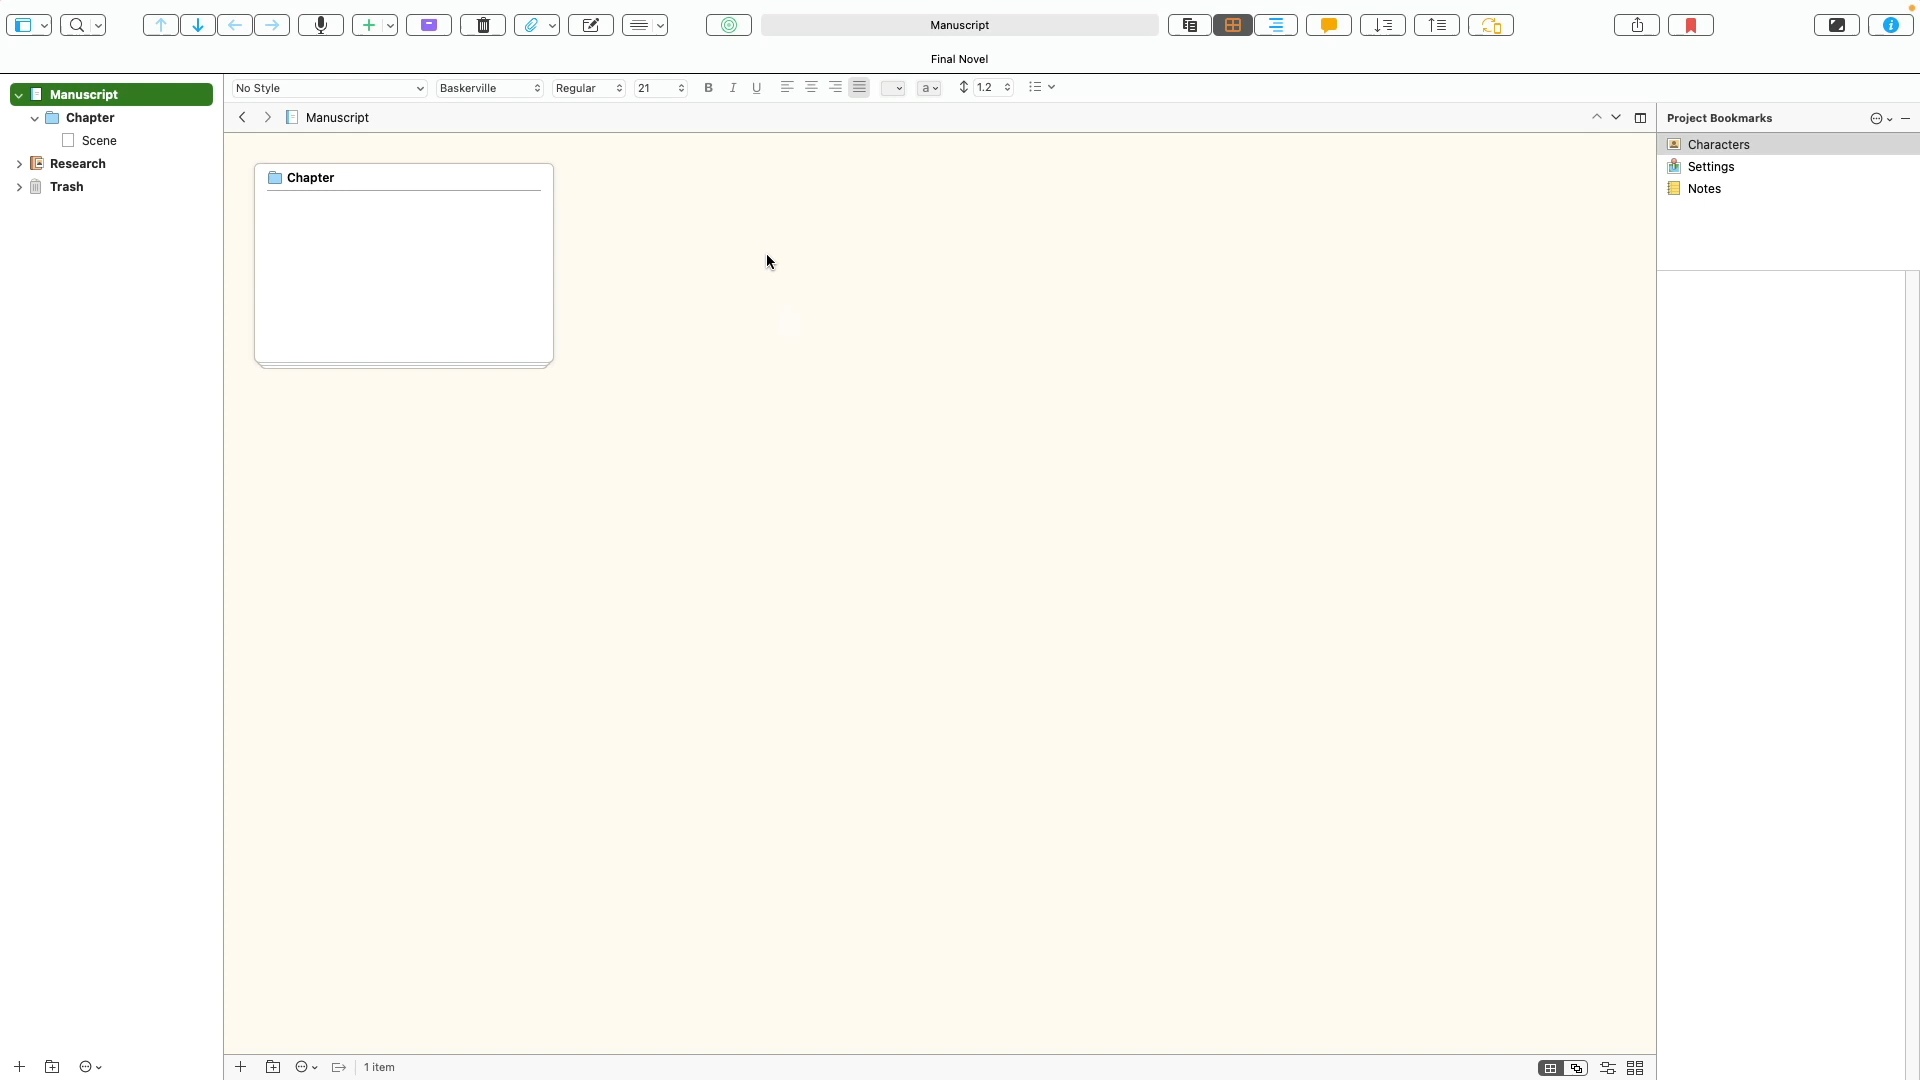 Manuscript
Final Novel
No Style Baskerville Regular 21 B I U a 1.2
Manuscript
Chapter
Scene
Research
Trash
Manuscript
Chapter
Project Bookmarks
Characters
Settings
Notes
1 item